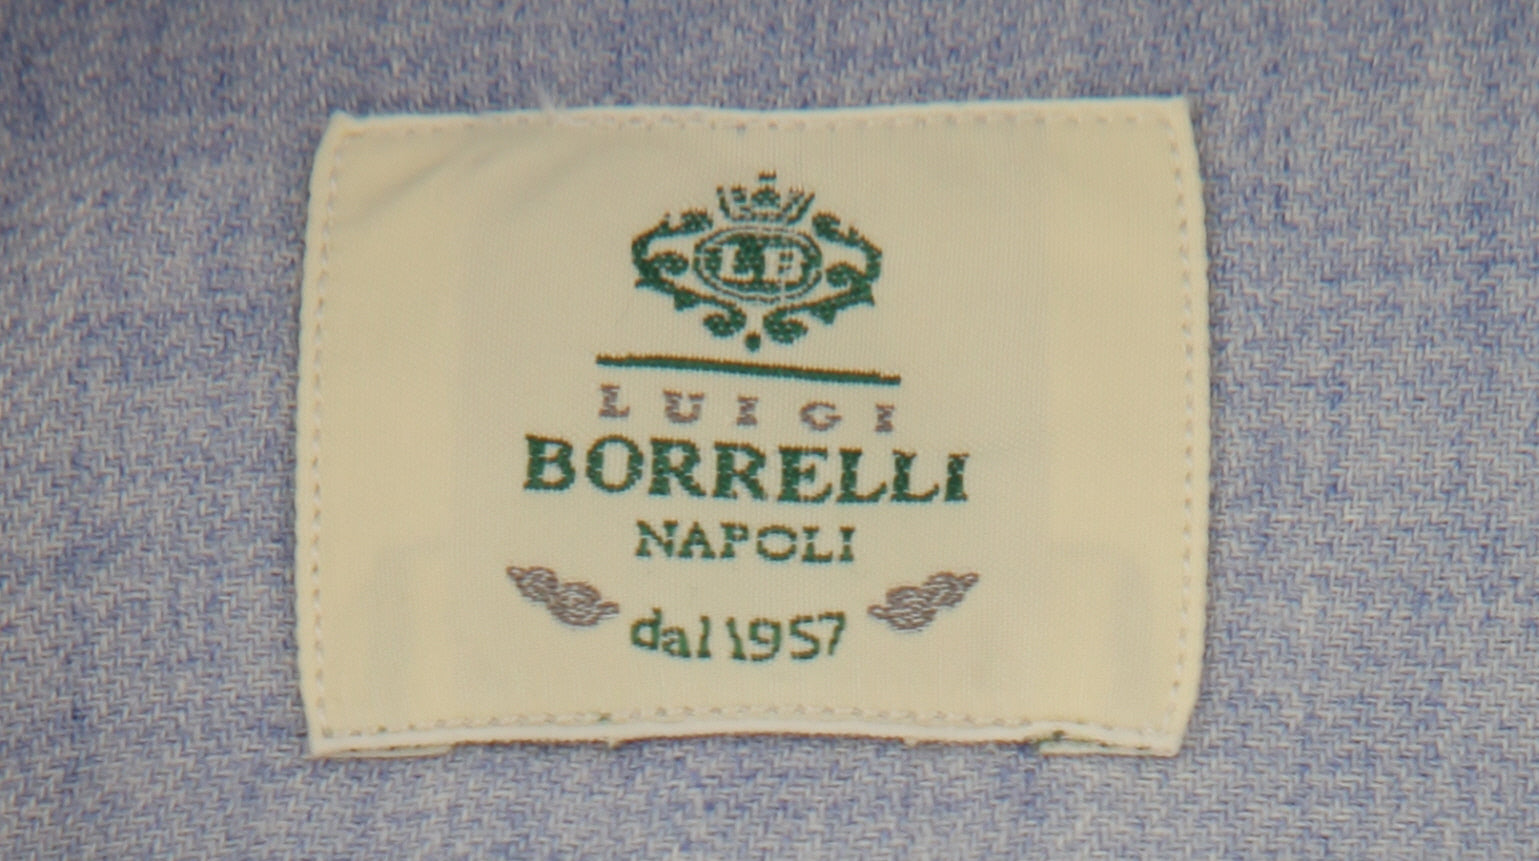 LB
LUIGI
BORRELLI
NAPOLI
dal 1957